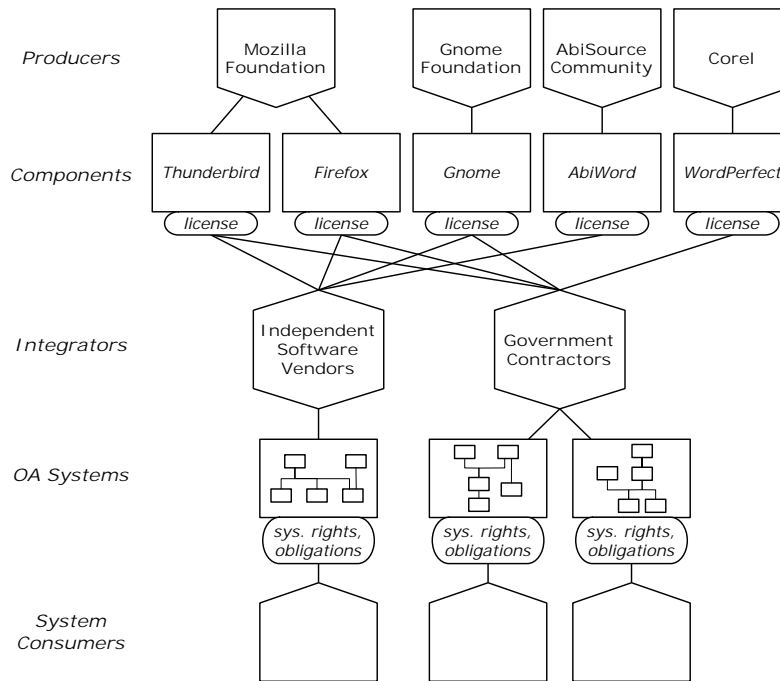 Producers
Mozilla
Foundation
Gnome
Foundation
AbiSource
Community
Corel
Components
Thunderbird
Firefox
Gnome
AbiWord
WordPerfect
license
license
license
license
license
Integrators
Independent
Software
Vendors
Government
Contractors
OA Systems
sys. rights,
obligations
sys. rights,
obligations
sys. rights,
obligations
System
Consumers